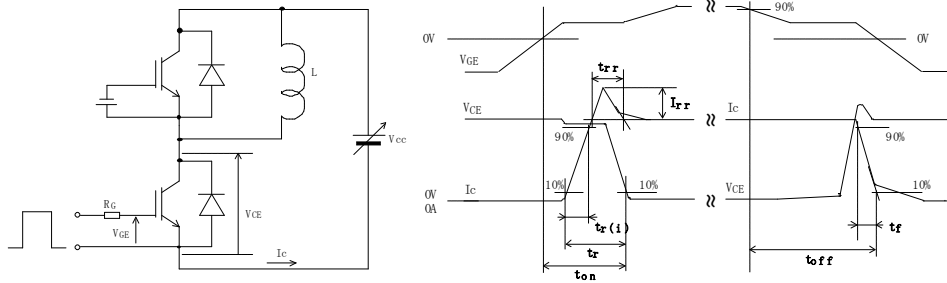 L
Vcc
RG
VGE
VCE
Ic
90%
0V
0V
VGE
trr
Irr
VCE
Ic
90%
90%
10%
10%
10%
Ic
VCE
0V
0A
tr(i)
tf
tr
toff
ton